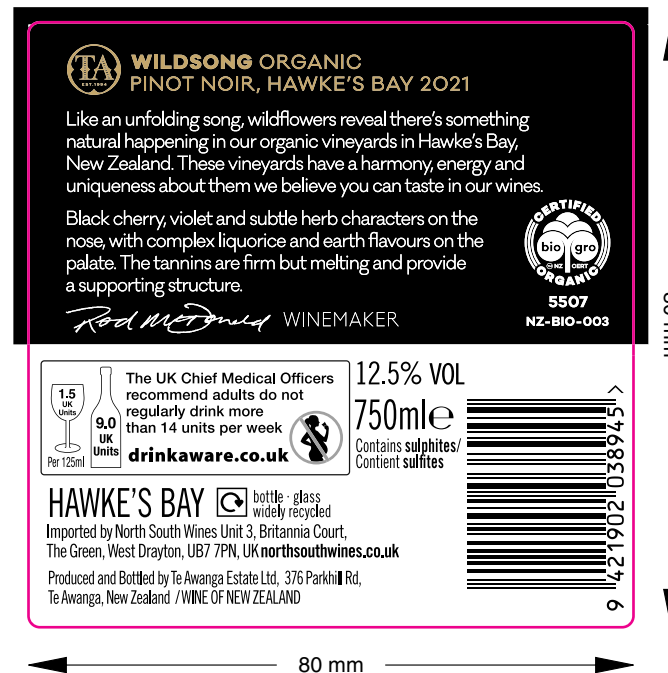 TA
EST.1994
WILDSONG ORGANIC
PINOT NOIR, HAWKE'S BAY 2021
Like an unfolding song, wildflowers reveal there's something
natural happening in our organic vineyards in Hawke's Bay,
New Zealand. These vineyards have a harmony, energy and
uniqueness about them we believe you can taste in our wines.
Black cherry, violet and subtle herb characters on the
nose, with complex liquorice and earth flavours on the
palate. The tannins are firm but melting and provide
a supporting structure.
Rod McDonald WINEMAKER
CERTIFIED
bio gro
NZ CERT
ORGANIC
5507
NZ-BIO-003
1.5
UK
Units
Per 125ml
9.0
UK
Units
The UK Chief Medical Officers
recommend adults do not
regularly drink more
than 14 units per week
drinkaware.co.uk
12.5% VOL
750ml℮
Contains sulphites/
Contient sulfites
HAWKE'S BAY
bottle · glass
widely recycled
Imported by North South Wines Unit 3, Britannia Court,
The Green, West Drayton, UB7 7PN, UK northsouthwines.co.uk
Produced and Bottled by Te Awanga Estate Ltd, 376 Parkhill Rd,
Te Awanga, New Zealand / WINE OF NEW ZEALAND
9 421902 038945 >
80 mm